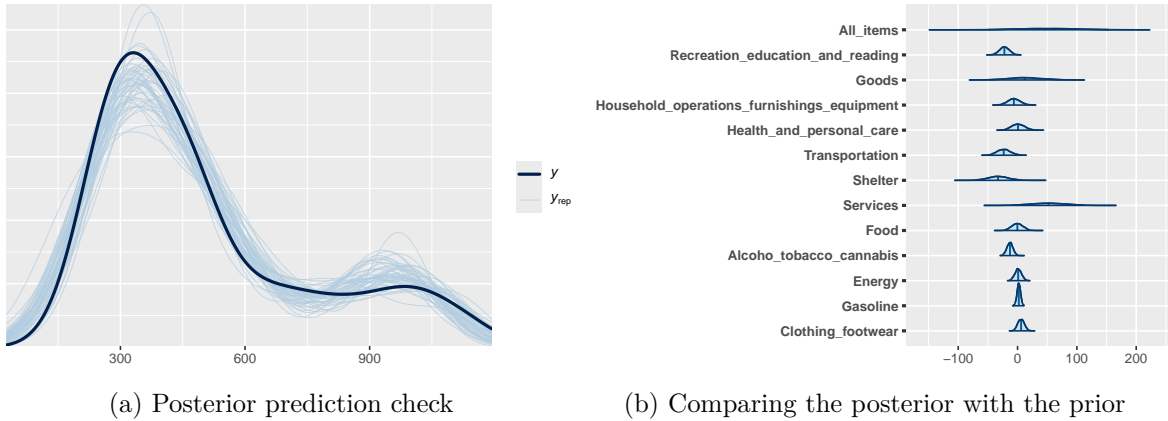 300
600
900
y
yrep
(a) Posterior prediction check
All_items
Recreation_education_and_reading
Goods
Household_operations_furnishings_equipment
Health_and_personal_care
Transportation
Shelter
Services
Food
Alcoho_tobacco_cannabis
Energy
Gasoline
Clothing_footwear
−100
0
100
200
(b) Comparing the posterior with the prior